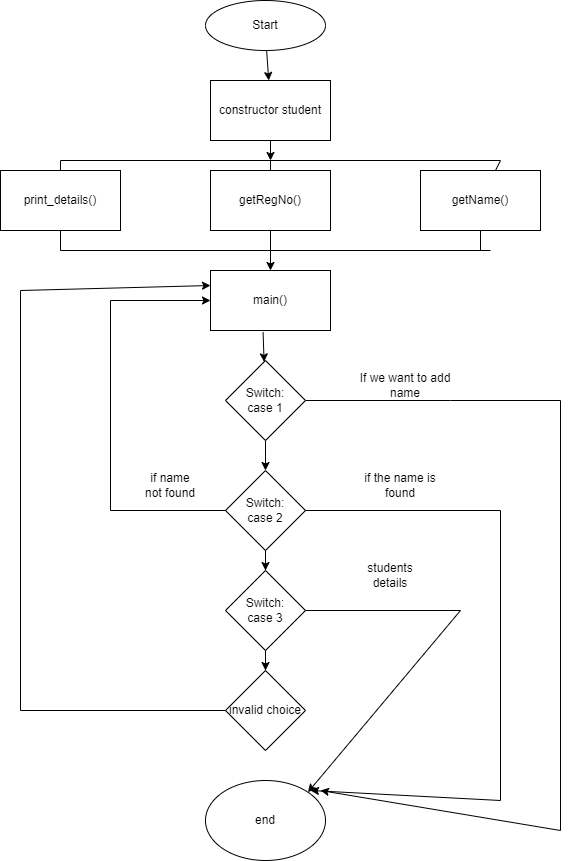 Start
constructor student
print_details()
getRegNo()
getName()
main()
Switch:
case 1
If we want to add
name
if name
not found
Switch:
case 2
if the name is
found
Switch:
case 3
students
details
invalid choice
end